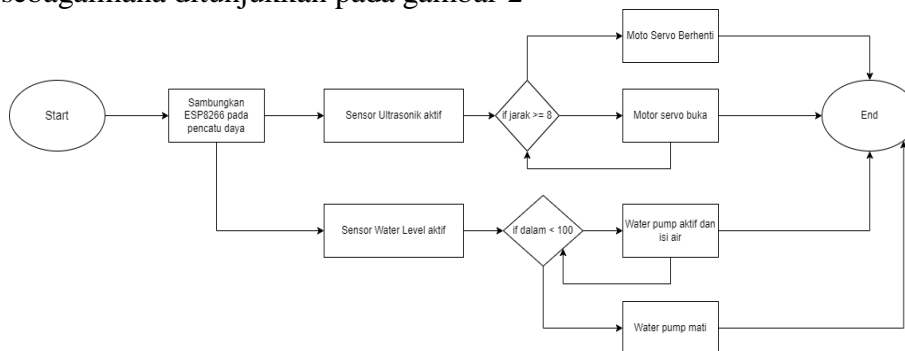 sebagaimana ditunjukkan pada gambar 2
Moto Servo Berhenti
Start
Sambungkan
ESP8266 pada
pencatu daya
Sensor Ultrasonik aktif
if jarak >= 8
Motor servo buka
End
Sensor Water Level aktif
if dalam < 100
Water pump aktif dan
isi air
Water pump mati